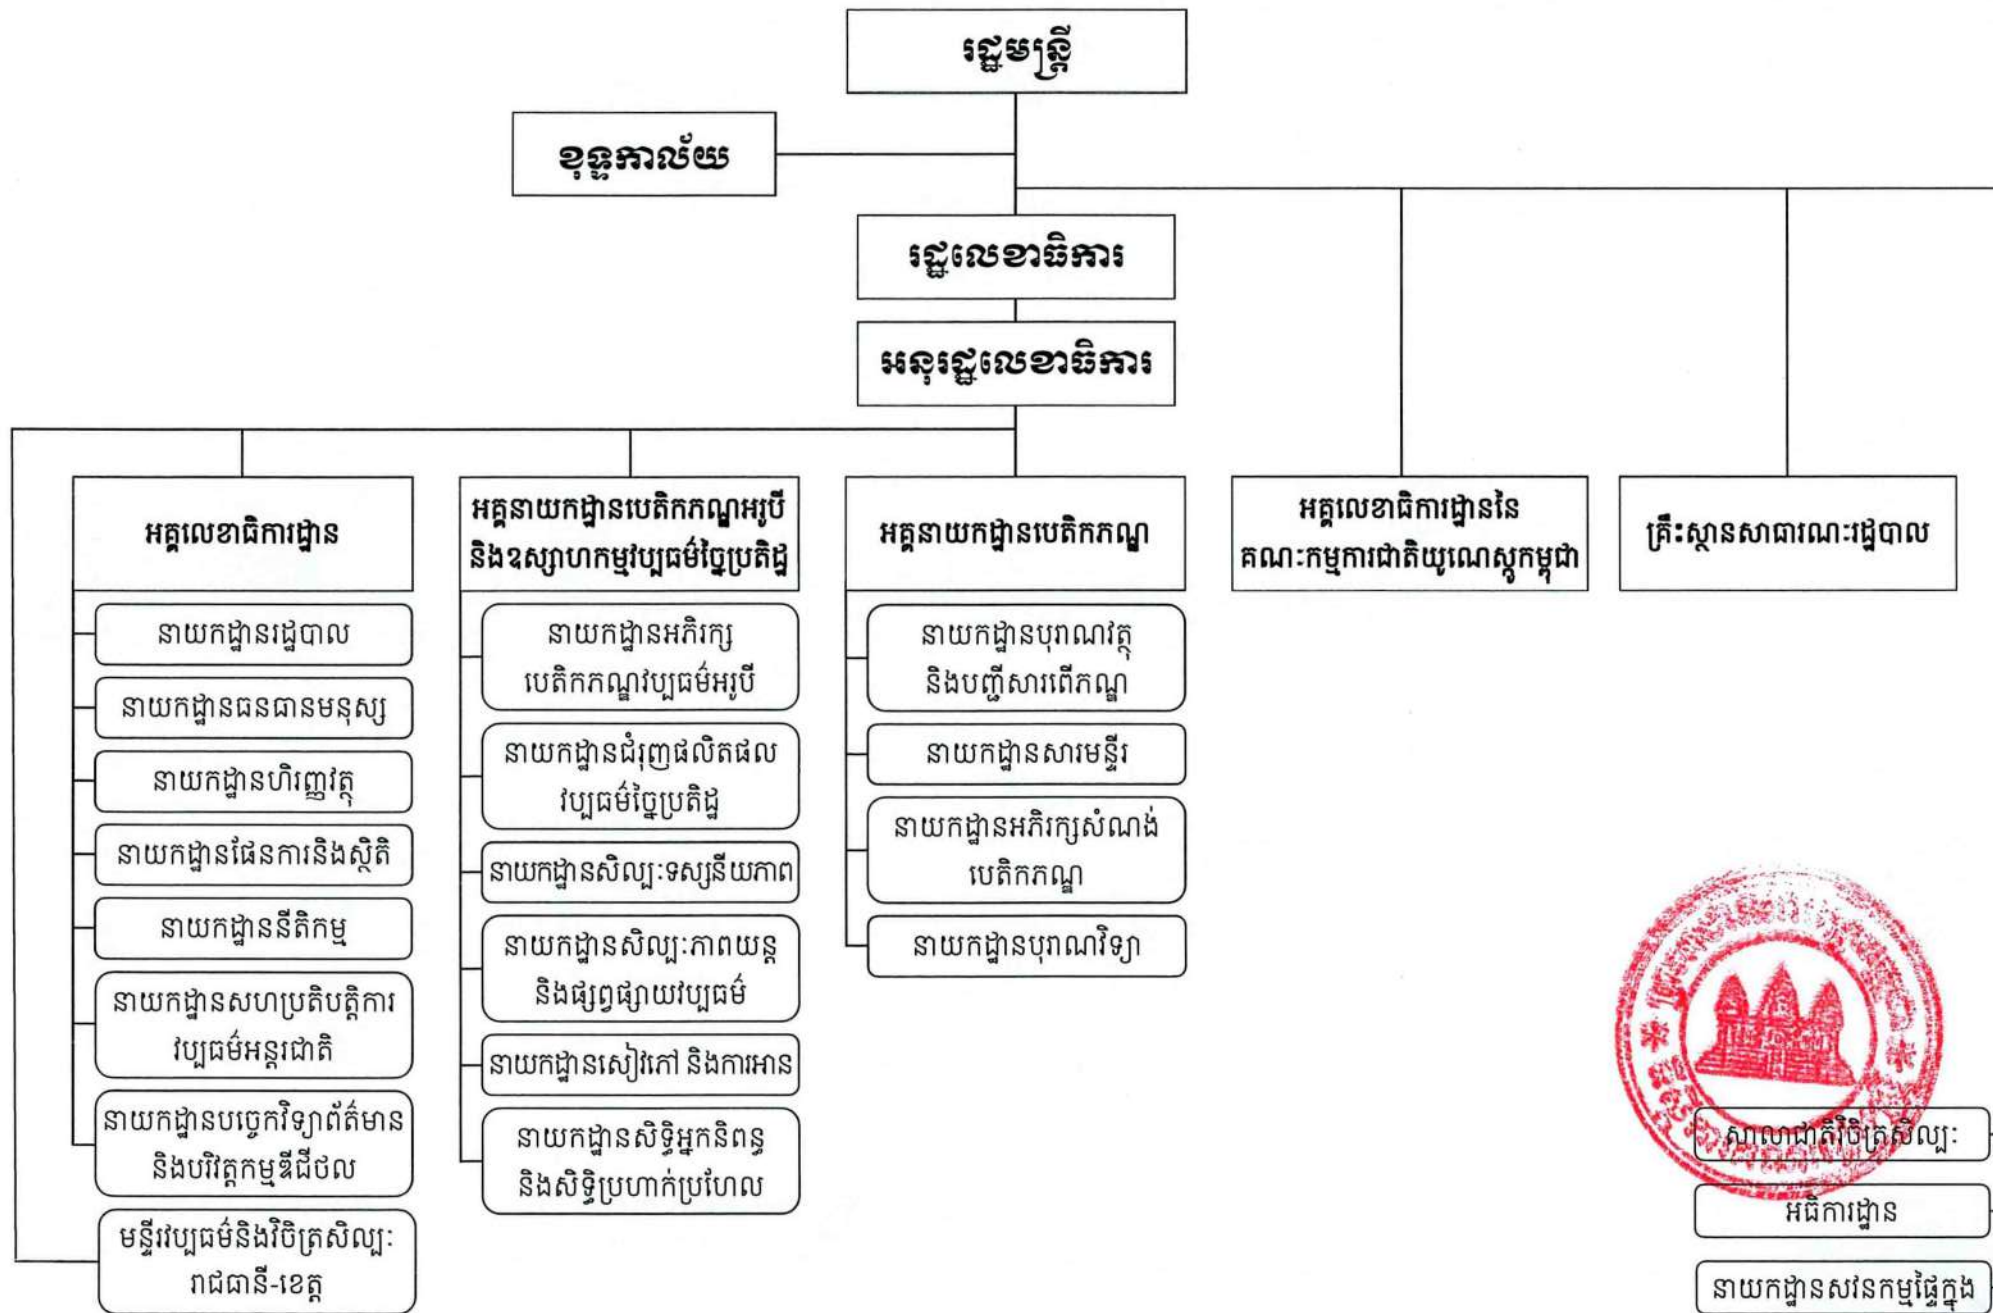 រដ្ឋមន្ត្រី
ខុទ្ទកាល័យ
រដ្ឋលេខាធិការ
អនុរដ្ឋលេខាធិការ
អគ្គលេខាធិការដ្ឋាន
នាយកដ្ឋានរដ្ឋបាល
នាយកដ្ឋានធនធានមនុស្ស
នាយកដ្ឋានហិរញ្ញវត្ថុ
នាយកដ្ឋានផែនការនិងស្ថិតិ
នាយកដ្ឋាននីតិកម្ម
នាយកដ្ឋានសហប្រតិបត្តិការ
វប្បធម៌អន្តរជាតិ
នាយកដ្ឋានបច្ចេកវិទ្យាព័ត៌មាន
និងបរិវត្តកម្មឌីជីថល
មន្ទីរវប្បធម៌និងវិចិត្រសិល្បៈ
រាជធានី-ខេត្ត
អគ្គនាយកដ្ឋានបេតិកភណ្ឌអរូបី
និងឧស្សាហកម្មវប្បធម៌ច្នៃប្រតិដ្ឋ
នាយកដ្ឋានអភិរក្ស
បេតិកភណ្ឌវប្បធម៌អរូបី
នាយកដ្ឋានជំរុញផលិតផល
វប្បធម៌ច្នៃប្រតិដ្ឋ
នាយកដ្ឋានសិល្បៈទស្សនីយភាព
នាយកដ្ឋានសិល្បៈភាពយន្ត
និងផ្សព្វផ្សាយវប្បធម៌
នាយកដ្ឋានសៀវភៅ និងការអាន
នាយកដ្ឋានសិទ្ធិអ្នកនិពន្ធ
និងសិទ្ធិប្រហាក់ប្រហែល
អគ្គនាយកដ្ឋានបេតិកភណ្ឌ
នាយកដ្ឋានបុរាណវត្ថុ
និងបញ្ជីសារពើភណ្ឌ
នាយកដ្ឋានសារមន្ទីរ
នាយកដ្ឋានអភិរក្សសំណង់
បេតិកភណ្ឌ
នាយកដ្ឋានបុរាណវិទ្យា
អគ្គលេខាធិការដ្ឋាននៃ
គណៈកម្មការជាតិយូណេស្កូកម្ពុជា
គ្រឹះស្ថានសាធារណៈរដ្ឋបាល
សាលាជាតិវិចិត្រសិល្បៈ
អធិការដ្ឋាន
នាយកដ្ឋានសវនកម្មផ្ទៃក្នុង